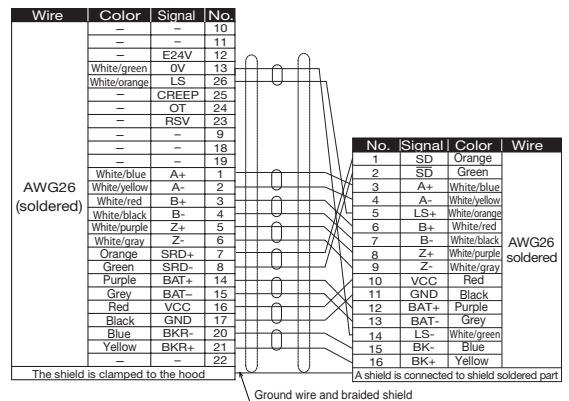 Wire Color Signal No.
– – 10
– – 11
– E24V 12
White/green 0V 13
White/orange LS 26
– CREEP 25
– OT 24
– RSV 23
– – 9
– – 18
– – 19
White/blue A+ 1
White/yellow A- 2
White/red B+ 3
White/black B- 4
White/purple Z+ 5
White/gray Z- 6
Orange SRD+ 7
Green SRD- 8
Purple BAT+ 14
Grey BAT– 15
Red VCC 16
Black GND 17
Blue BKR- 20
Yellow BKR+ 21
– – 22
AWG26
(soldered)
The shield is clamped to the hood
No. Signal Color Wire
1 SD Orange
2 S̅D̅ Green
3 A+ White/blue
4 A- White/yellow
5 LS+ White/orange
6 B+ White/red
7 B- White/black
8 Z+ White/purple
9 Z- White/gray
10 VCC Red
11 GND Black
12 BAT+ Purple
13 BAT- Grey
14 LS- White/green
15 BK- Blue
16 BK+ Yellow
AWG26
soldered
A shield is connected to shield soldered part
Ground wire and braided shield